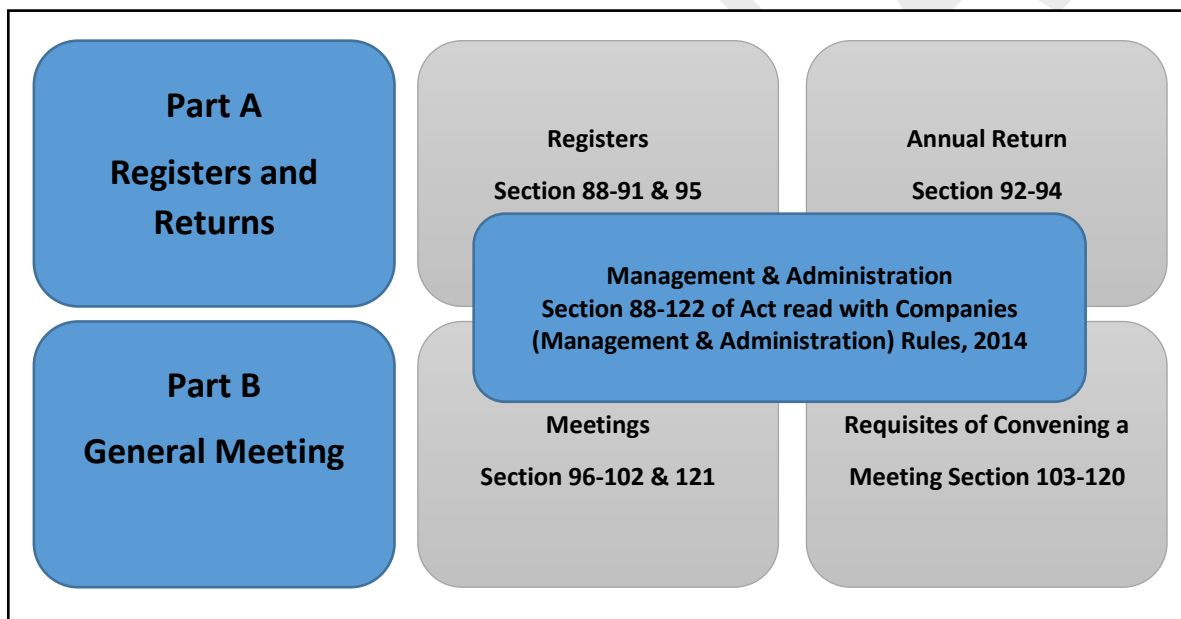 Part A
Registers and
Returns
Registers
Section 88-91 & 95
Annual Return
Section 92-94
Management & Administration
Section 88-122 of Act read with Companies
(Management & Administration) Rules, 2014
Part B
General Meeting
Meetings
Section 96-102 & 121
Requisites of Convening a
Meeting Section 103-120